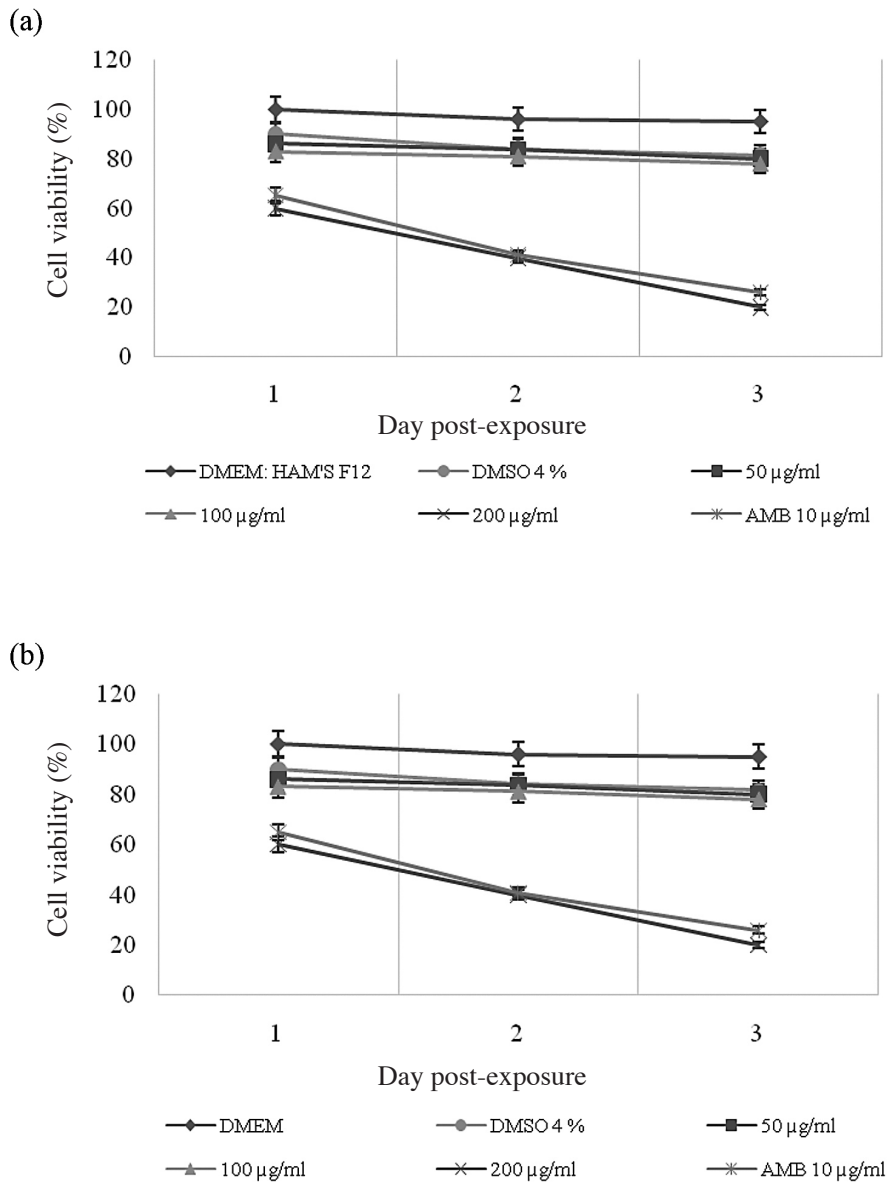 (a)
120
100
80
60
40
20
0
Cell viability (%)
1 2 3
Day post-exposure
DMEM: HAM'S F12 DMSO 4 % 50 µg/ml
100 µg/ml 200 µg/ml AMB 10 µg/ml
(b)
120
100
80
60
40
20
0
Cell viability (%)
1 2 3
Day post-exposure
DMEM DMSO 4 % 50 µg/ml
100 µg/ml 200 µg/ml AMB 10 µg/ml